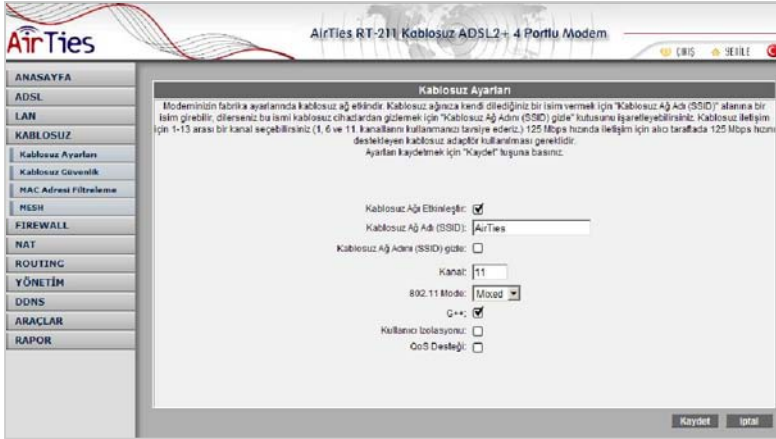 AirTies
AirTies RT-211 Kablosuz ADSL2+ 4 Portlu Modem
ÇIKIŞ
YENİLE
ANASAYFA
ADSL
LAN
KABLOSUZ
Kablosuz Ayarları
Kablosuz Güvenlik
MAC Adresi Filtreleme
MESH
FIREWALL
NAT
ROUTING
YÖNETİM
DDNS
ARAÇLAR
RAPOR
Kablosuz Ayarları
Modeminizin fabrika ayarlarında kablosuz ağ etkindir. Kablosuz ağınıza kendi dilediğiniz bir isim vermek için "Kablosuz Ağ Adı (SSID)" alanına bir
isim girebilir, dilerseniz bu ismi kablosuz cihazlardan gizlemek için "Kablosuz Ağ Adını (SSID) gizle" kutusunu işaretleyebilirsiniz. Kablosuz iletişim
için 1-13 arası bir kanal seçebilirsiniz (1, 6 ve 11. kanallarını kullanmanızı tavsiye ederiz.) 125 Mbps hızında iletişim için alıcı taraftada 125 Mbps hızını
destekleyen kablosuz adaptör kullanılması gereklidir.
Ayarları kaydetmek için "Kaydet" tuşuna basınız.
Kablosuz Ağı Etkinleştir:
Kablosuz Ağ Adı (SSID): AirTies
Kablosuz Ağ Adını (SSID) gizle:
Kanal: 11
802.11 Mode: Mixed
G++:
Kullanıcı İzolasyonu:
QoS Desteği:
Kaydet
İptal